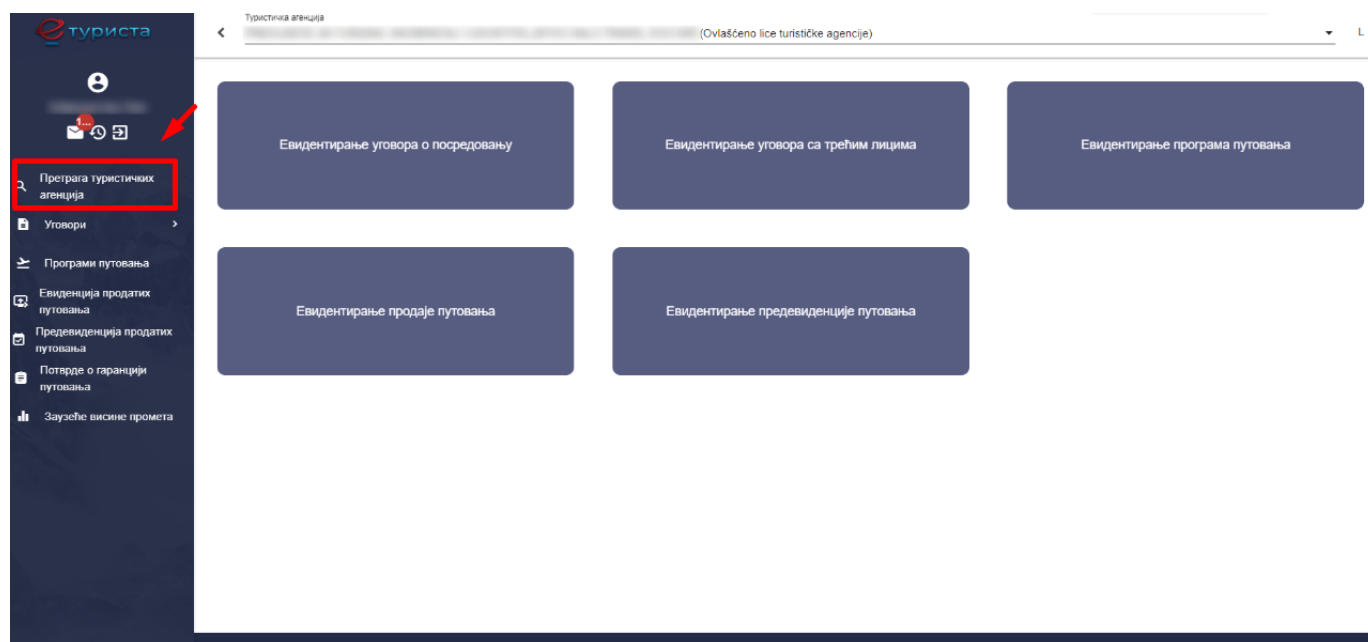 туриста
Туристичка агенција
(Ovlašćeno lice turističke agencije)
L
1...
Претрага туристичких
агенција
Уговори
Програми путовања
Евиденција продатих
путовања
Предевиденција продатих
путовања
Потврде о гаранцији
путовања
Заузеће висине промета
Евидентирање уговора о посредовању
Евидентирање уговора са трећим лицима
Евидентирање програма путовања
Евидентирање продаје путовања
Евидентирање предевиденције путовања